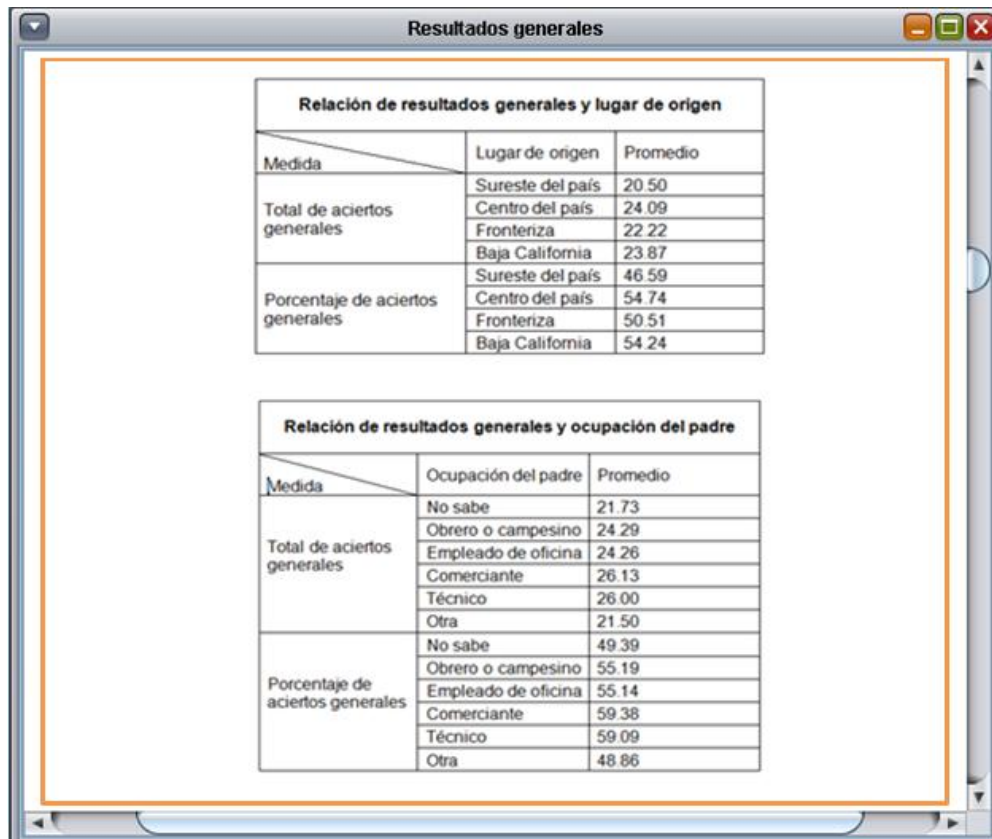 Resultados generales
Relación de resultados generales y lugar de origen
Medida
Lugar de origen Promedio
Total de aciertos
generales
Sureste del país 20.50
Centro del país 24.09
Fronteriza 22.22
Baja California 23.87
Porcentaje de aciertos
generales
Sureste del país 46.59
Centro del país 54.74
Fronteriza 50.51
Baja California 54.24
Relación de resultados generales y ocupación del padre
Medida
Ocupación del padre Promedio
Total de aciertos
generales
No sabe 21.73
Obrero o campesino 24.29
Empleado de oficina 24.26
Comerciante 26.13
Técnico 26.00
Otra 21.50
Porcentaje de
aciertos generales
No sabe 49.39
Obrero o campesino 55.19
Empleado de oficina 55.14
Comerciante 59.38
Técnico 59.09
Otra 48.86